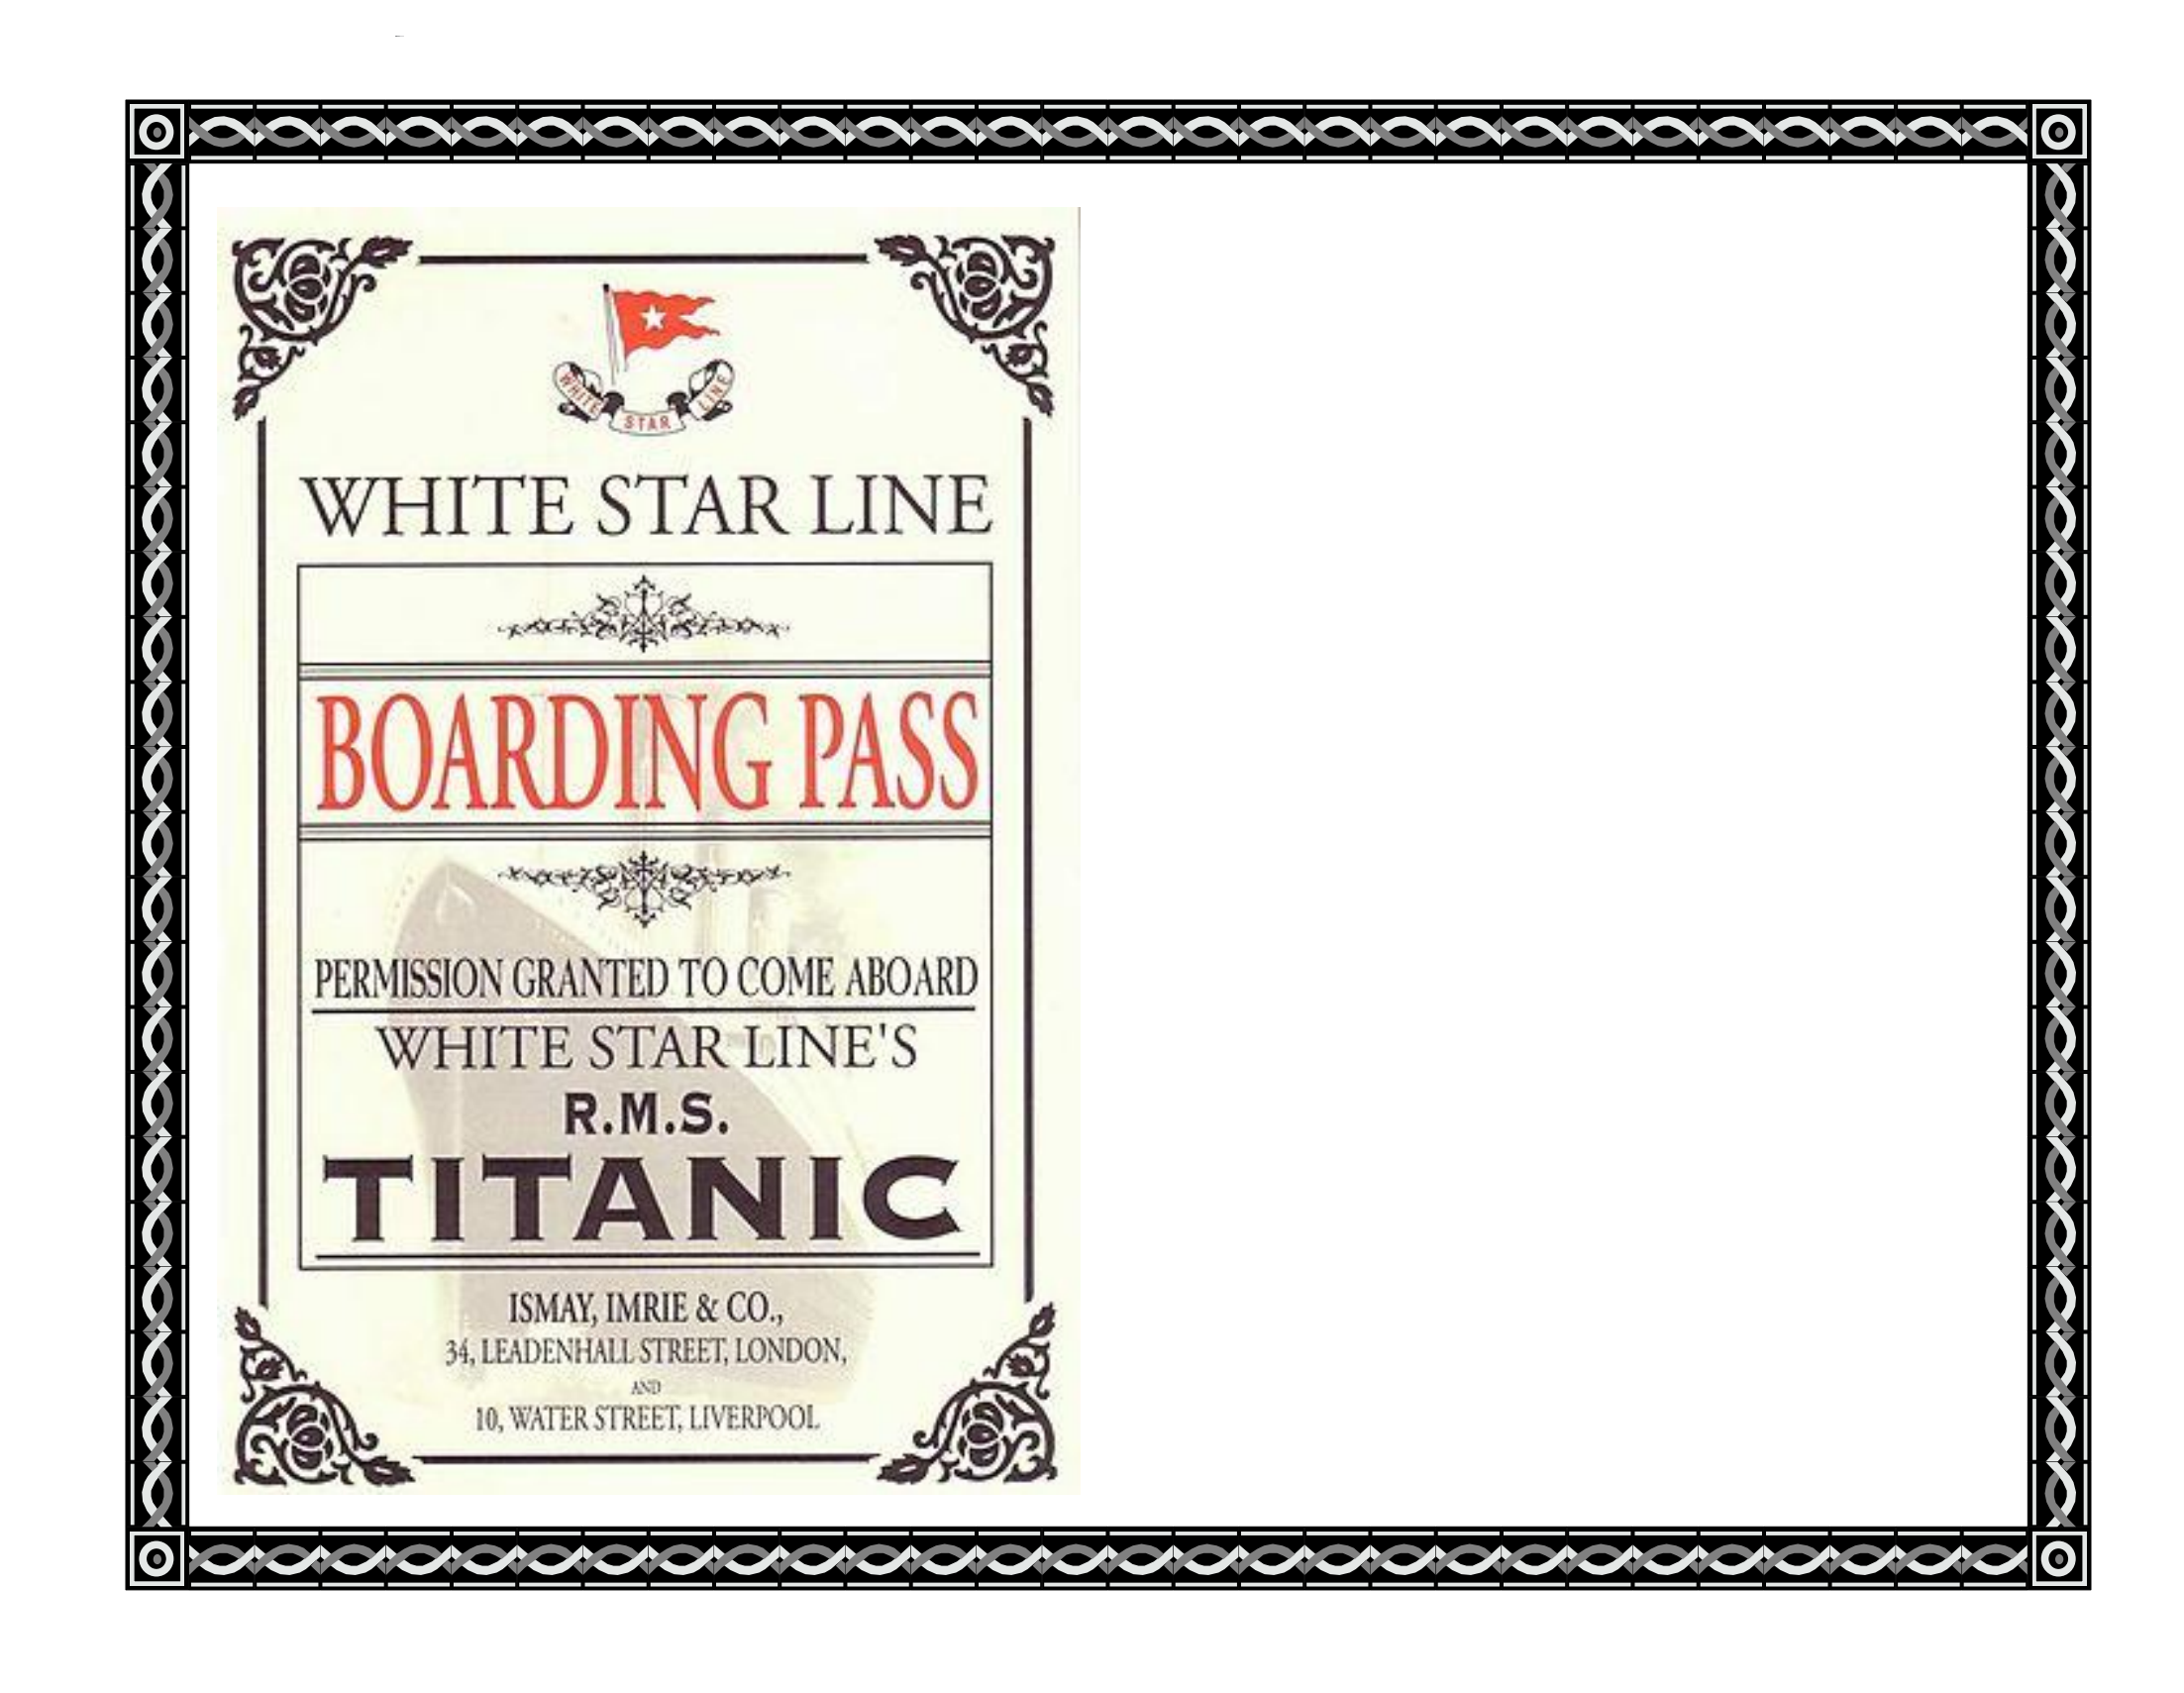 WHITE STAR LINE
WHITE STAR LINE
BOARDING PASS
PERMISSION GRANTED TO COME ABOARD
WHITE STAR LINE'S
R.M.S.
TITANIC
ISMAY, IMRIE & CO.,
34, LEADENHALL STREET, LONDON,
AND
10, WATER STREET, LIVERPOOL